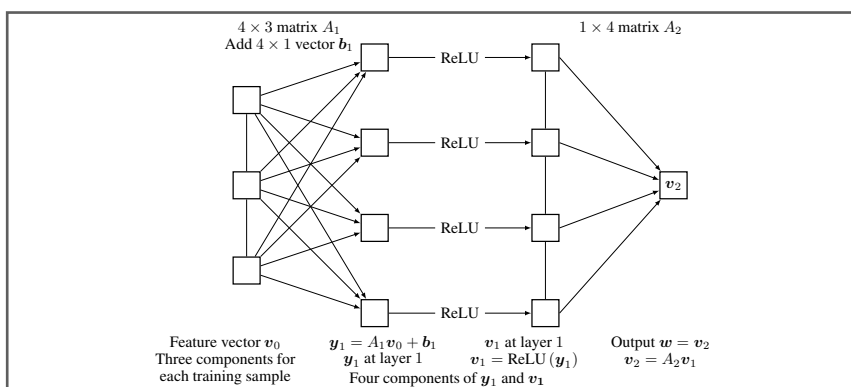 4 × 3 matrix A₁
Add 4 × 1 vector b₁
1 × 4 matrix A₂
ReLU
ReLU
ReLU
ReLU
v₂
Feature vector v₀
Three components for
each training sample
y₁ = A₁v₀ + b₁
y₁ at layer 1
v₁ at layer 1
v₁ = ReLU (y₁)
Four components of y₁ and v₁
Output w = v₂
v₂ = A₂v₁